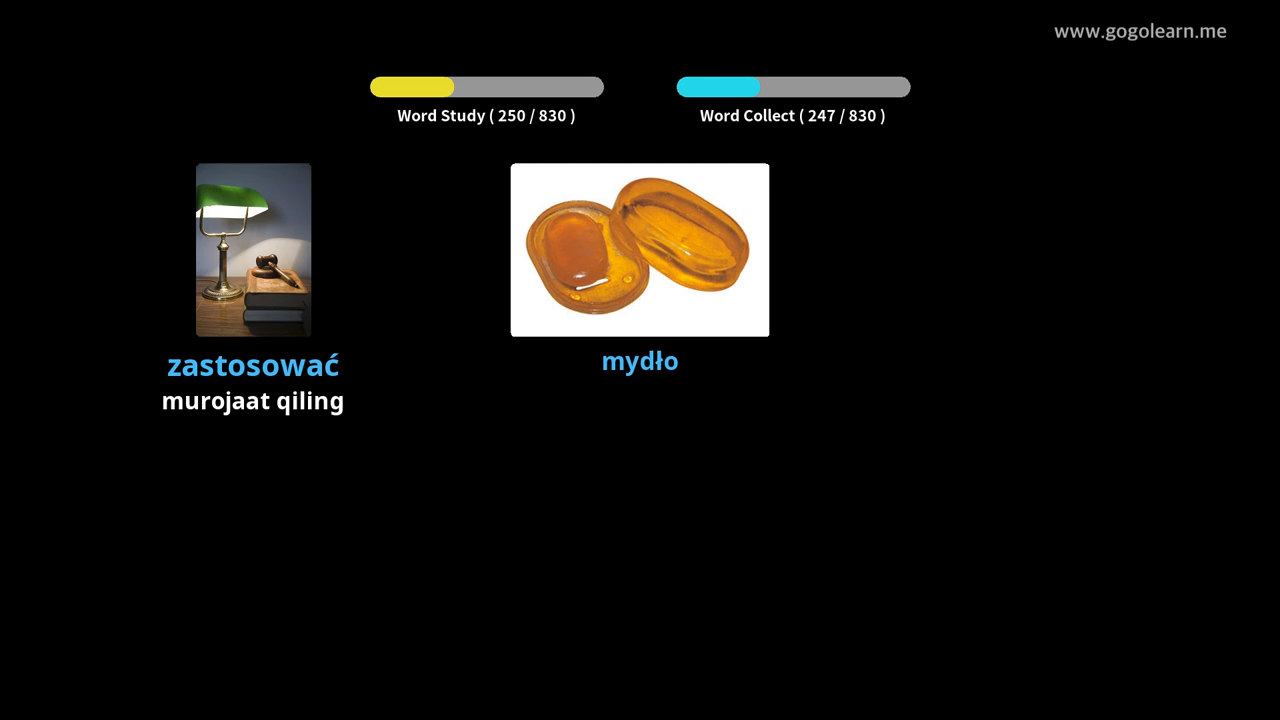 www.gogolearn.me
Word Study ( 250 / 830 )
Word Collect ( 247 / 830 )
zastosować
murojaat qiling
mydło